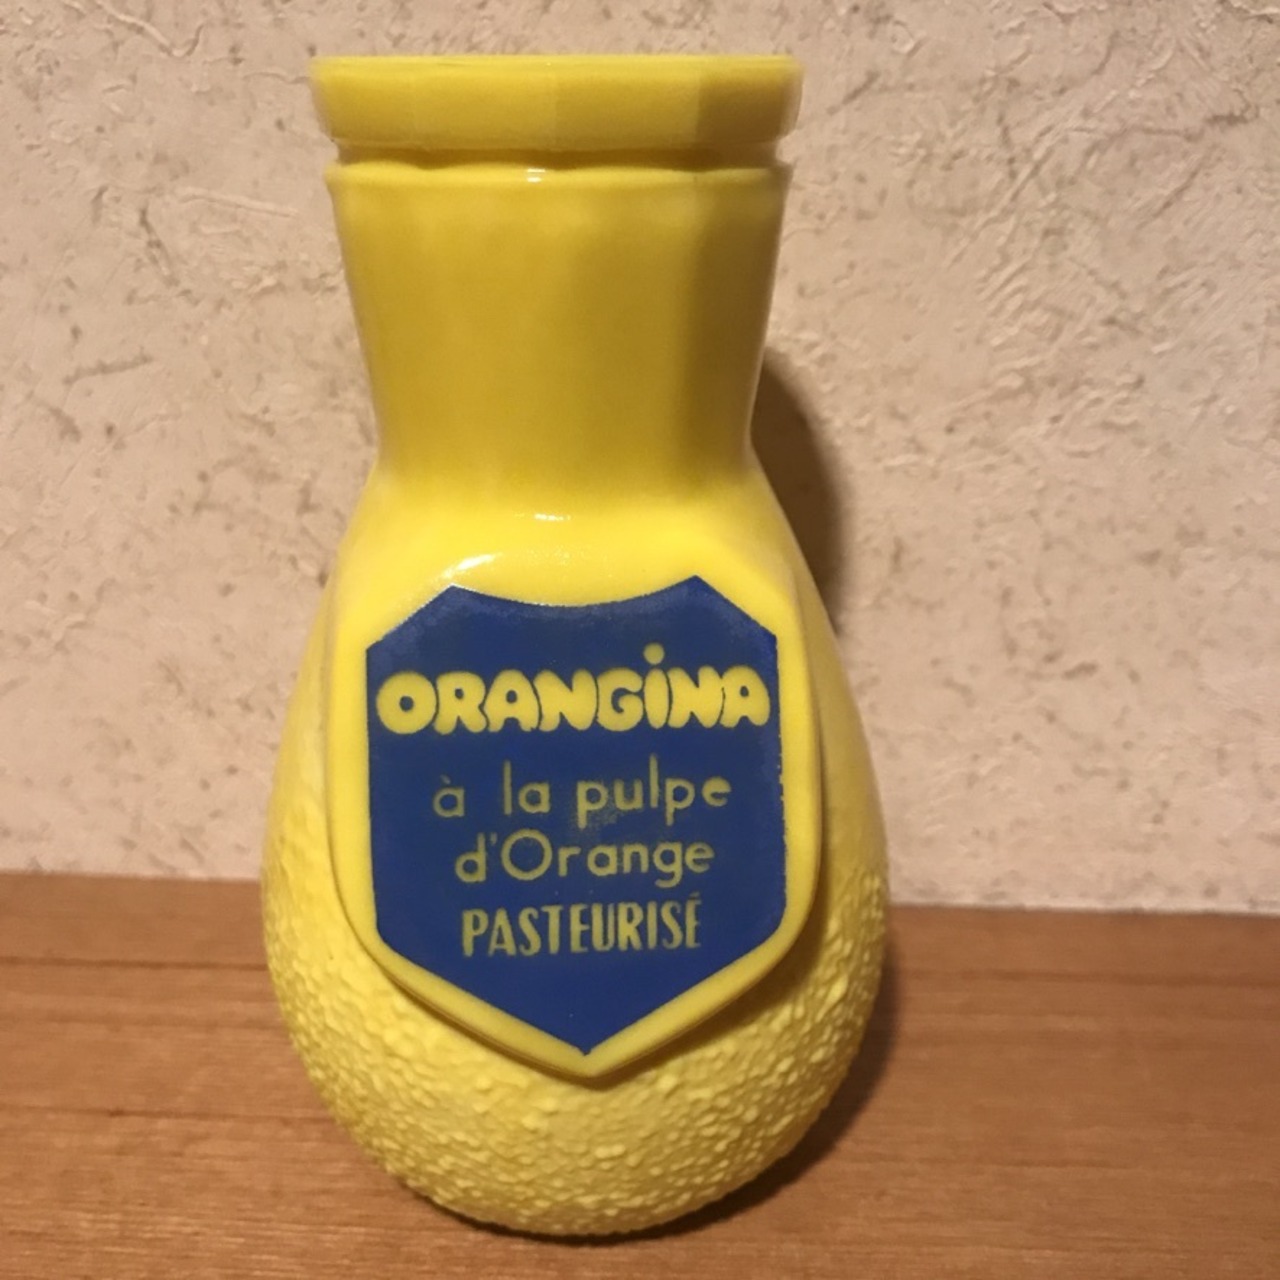 ORANGiNA
à la pulpe
d'Orange
PASTEURISÉ